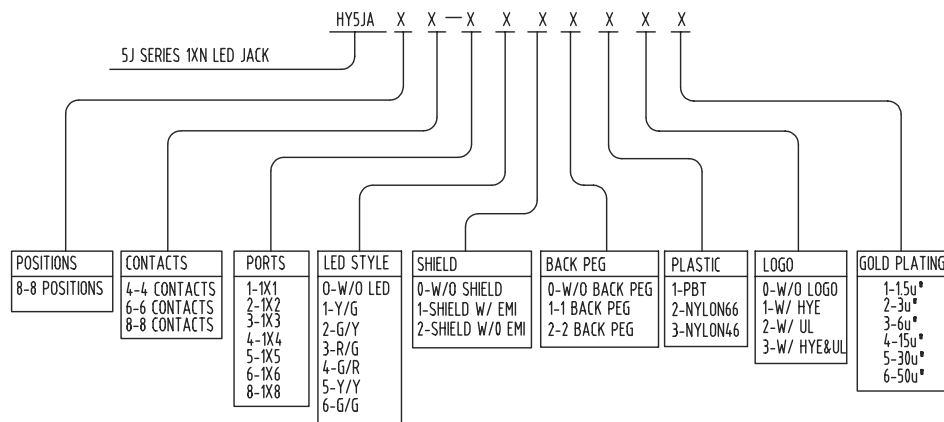 HY5JA X X - X X X X X X X
5J SERIES 1XN LED JACK
POSITIONS
8-8 POSITIONS
CONTACTS
4-4 CONTACTS
6-6 CONTACTS
8-8 CONTACTS
PORTS
1-1X1
2-1X2
3-1X3
4-1X4
5-1X5
6-1X6
8-1X8
LED STYLE
0-W/O LED
1-Y/G
2-G/Y
3-R/G
4-G/R
5-Y/Y
6-G/G
SHIELD
0-W/O SHIELD
1-SHIELD W/ EMI
2-SHIELD W/O EMI
BACK PEG
0-W/O BACK PEG
1-1 BACK PEG
2-2 BACK PEG
PLASTIC
1-PBT
2-NYLON66
3-NYLON46
LOGO
0-W/O LOGO
1-W/ HYE
2-W/ UL
3-W/ HYE&UL
GOLD PLATING
1-1.5u"
2-3u"
3-6u"
4-15u"
5-30u"
6-50u"